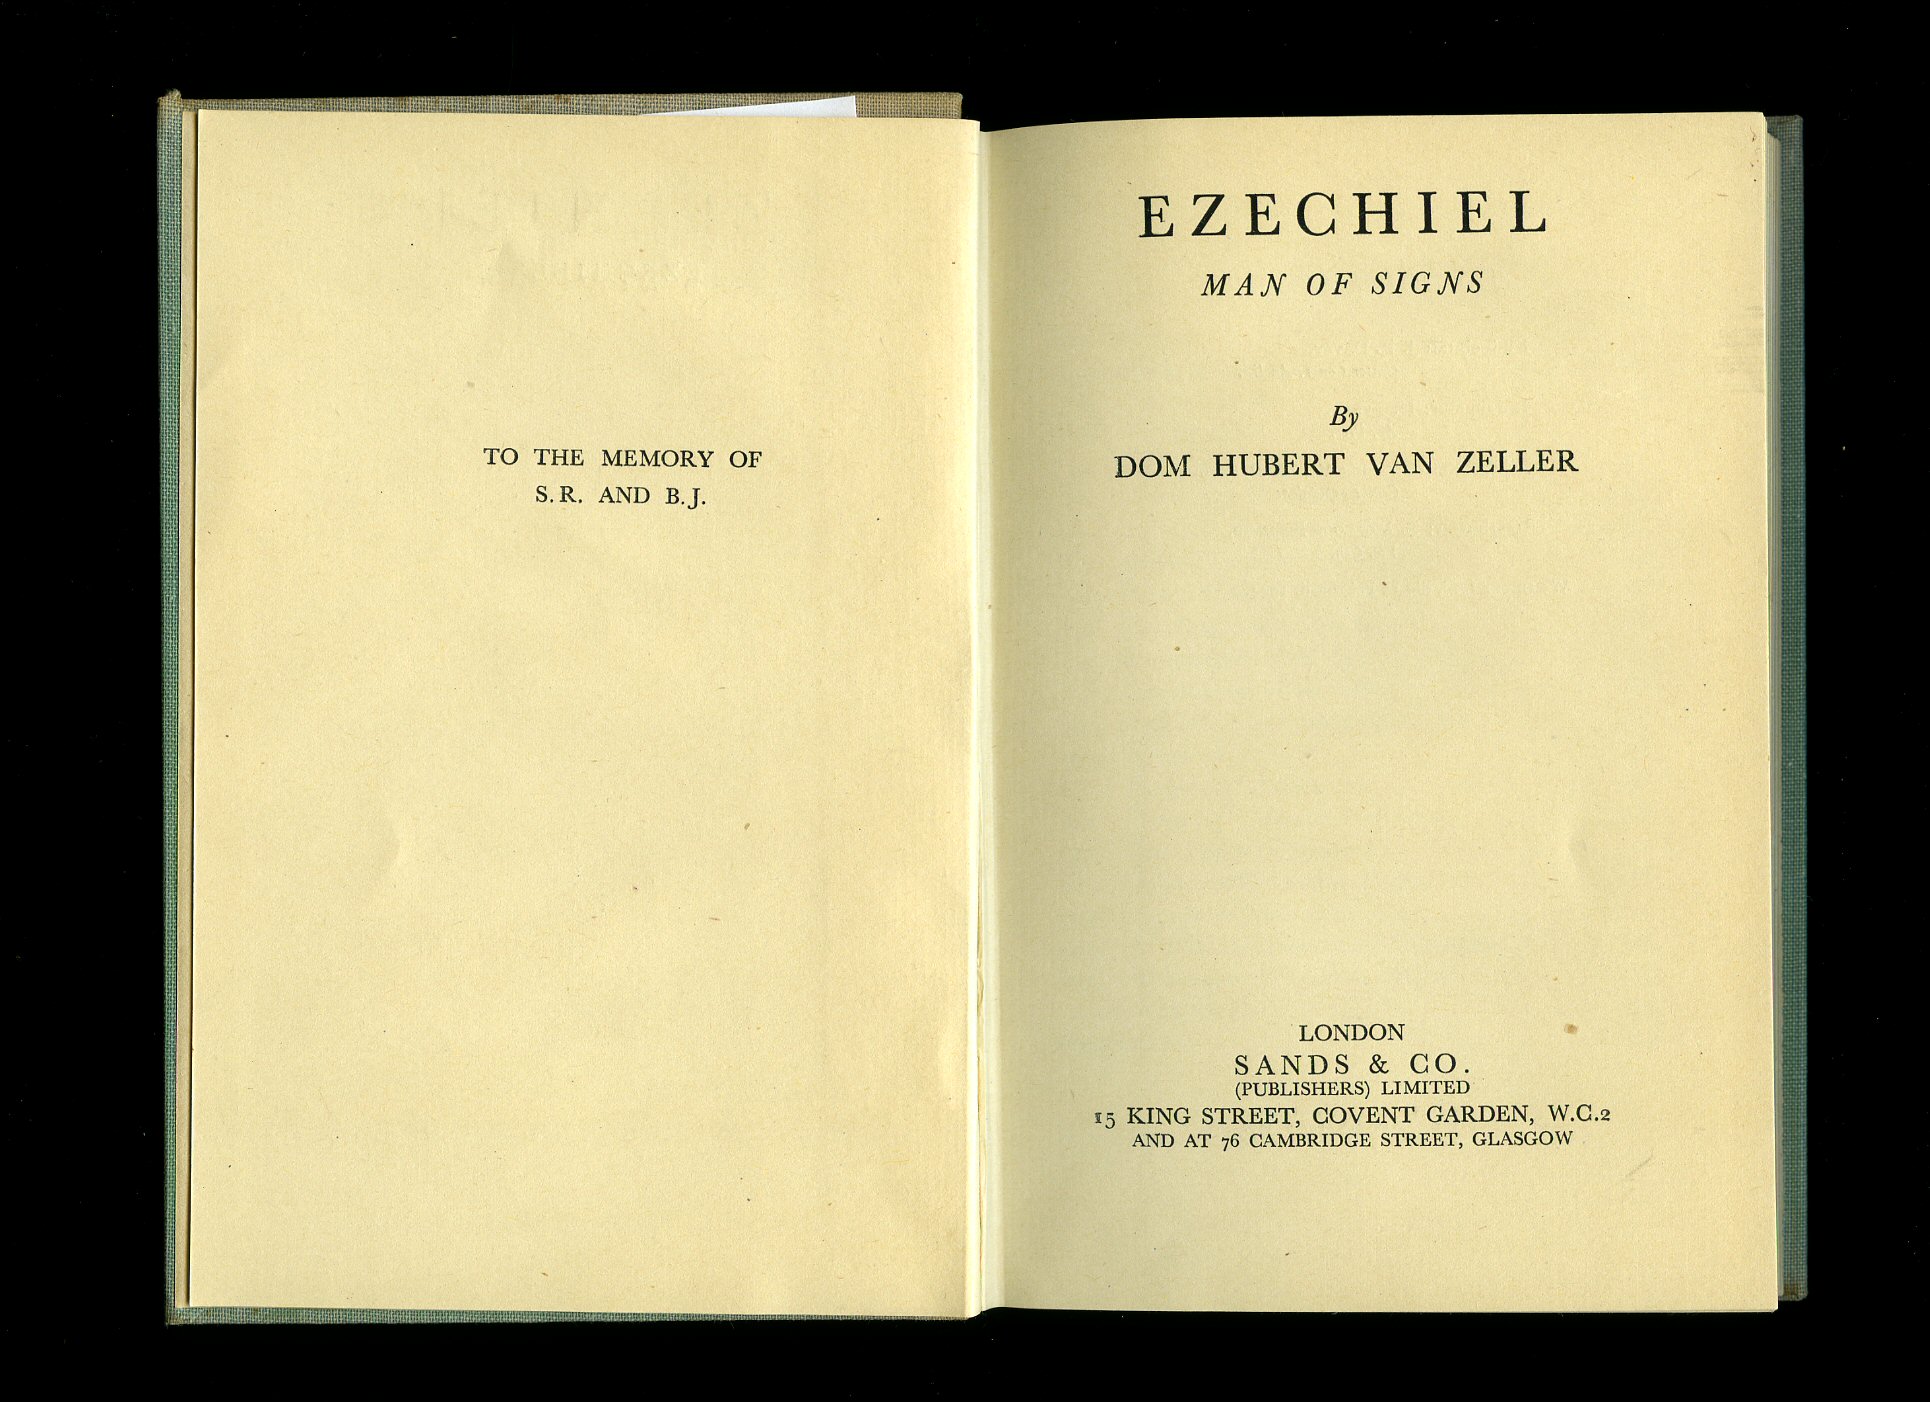 TO THE MEMORY OF
S.R. AND B.J.
EZECHIEL
MAN OF SIGNS
By
DOM HUBERT VAN ZELLER
LONDON
SANDS & CO.
(PUBLISHERS) LIMITED
15 KING STREET, COVENT GARDEN, W.C.2
AND AT 76 CAMBRIDGE STREET, GLASGOW